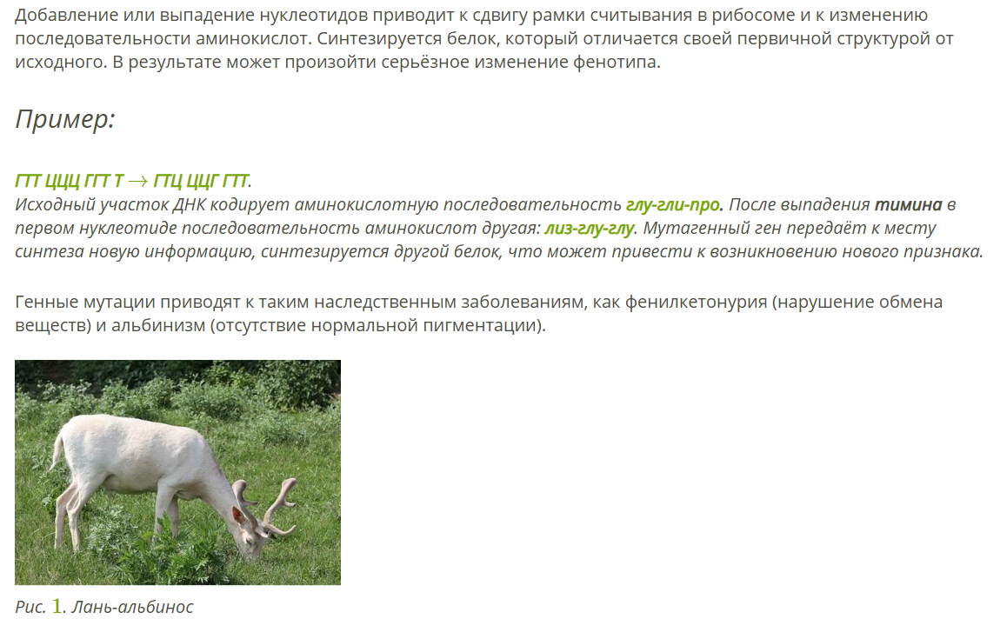 Добавление или выпадение нуклеотидов приводит к сдвигу рамки считывания в рибосоме и к изменению
последовательности аминокислот. Синтезируется белок, который отличается своей первичной структурой от
исходного. В результате может произойти серьёзное изменение фенотипа.
Пример:
ГТТ ЦЦЦ ГГТ Т → ГТЦ ЦЦГ ГТТ.
Исходный участок ДНК кодирует аминокислотную последовательность глу-гли-про. После выпадения тимина в
первом нуклеотиде последовательность аминокислот другая: лиз-глу-глу. Мутагенный ген передаёт к месту
синтеза новую информацию, синтезируется другой белок, что может привести к возникновению нового признака.
Генные мутации приводят к таким наследственным заболеваниям, как фенилкетонурия (нарушение обмена
веществ) и альбинизм (отсутствие нормальной пигментации).
Рис. 1. Лань-альбинос